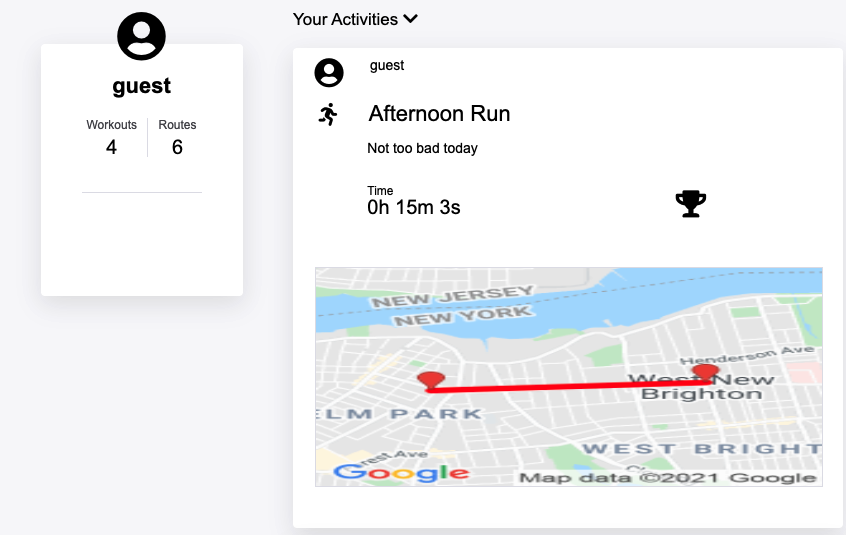 Your Activities
guest
Workouts
4
Routes
6
guest
Afternoon Run
Not too bad today
Time
0h 15m 3s
NEW JERSEY
NEW YORK
Henderson Ave
West New
Brighton
ELM PARK
WEST BRIGHT
rest Ave
Google
Map data ©2021 Google